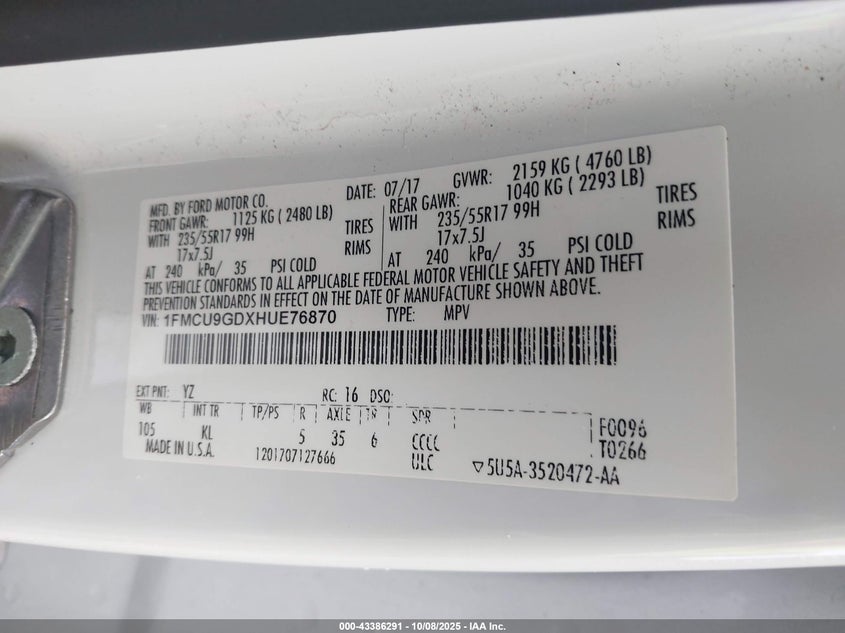 MFD. BY FORD MOTOR CO.
DATE: 07/17 GVWR: 2159 KG ( 4760 LB)
FRONT GAWR: 1125 KG ( 2480 LB)
WITH 235/55R17 99H TIRES
17x7.5J RIMS
AT 240 kPa/ 35 PSI COLD
REAR GAWR: 1040 KG ( 2293 LB)
WITH 235/55R17 99H TIRES
17x7.5J RIMS
AT 240 kPa/ 35 PSI COLD
THIS VEHICLE CONFORMS TO ALL APPLICABLE FEDERAL MOTOR VEHICLE SAFETY AND THEFT
PREVENTION STANDARDS IN EFFECT ON THE DATE OF MANUFACTURE SHOWN ABOVE.
VIN: 1FMCU9GDXHUE76870 TYPE: MPV
EXT PNT: YZ RC: 16 DSO:
WB INT TR TP/PS R AXLE TR SPR
105 KL 5 35 6 CCCC F0096
MADE IN U.S.A. 1201707127666 ULC T0266
5U5A-3520472-AA
000-43386291 - 10/08/2025 - IAA Inc.